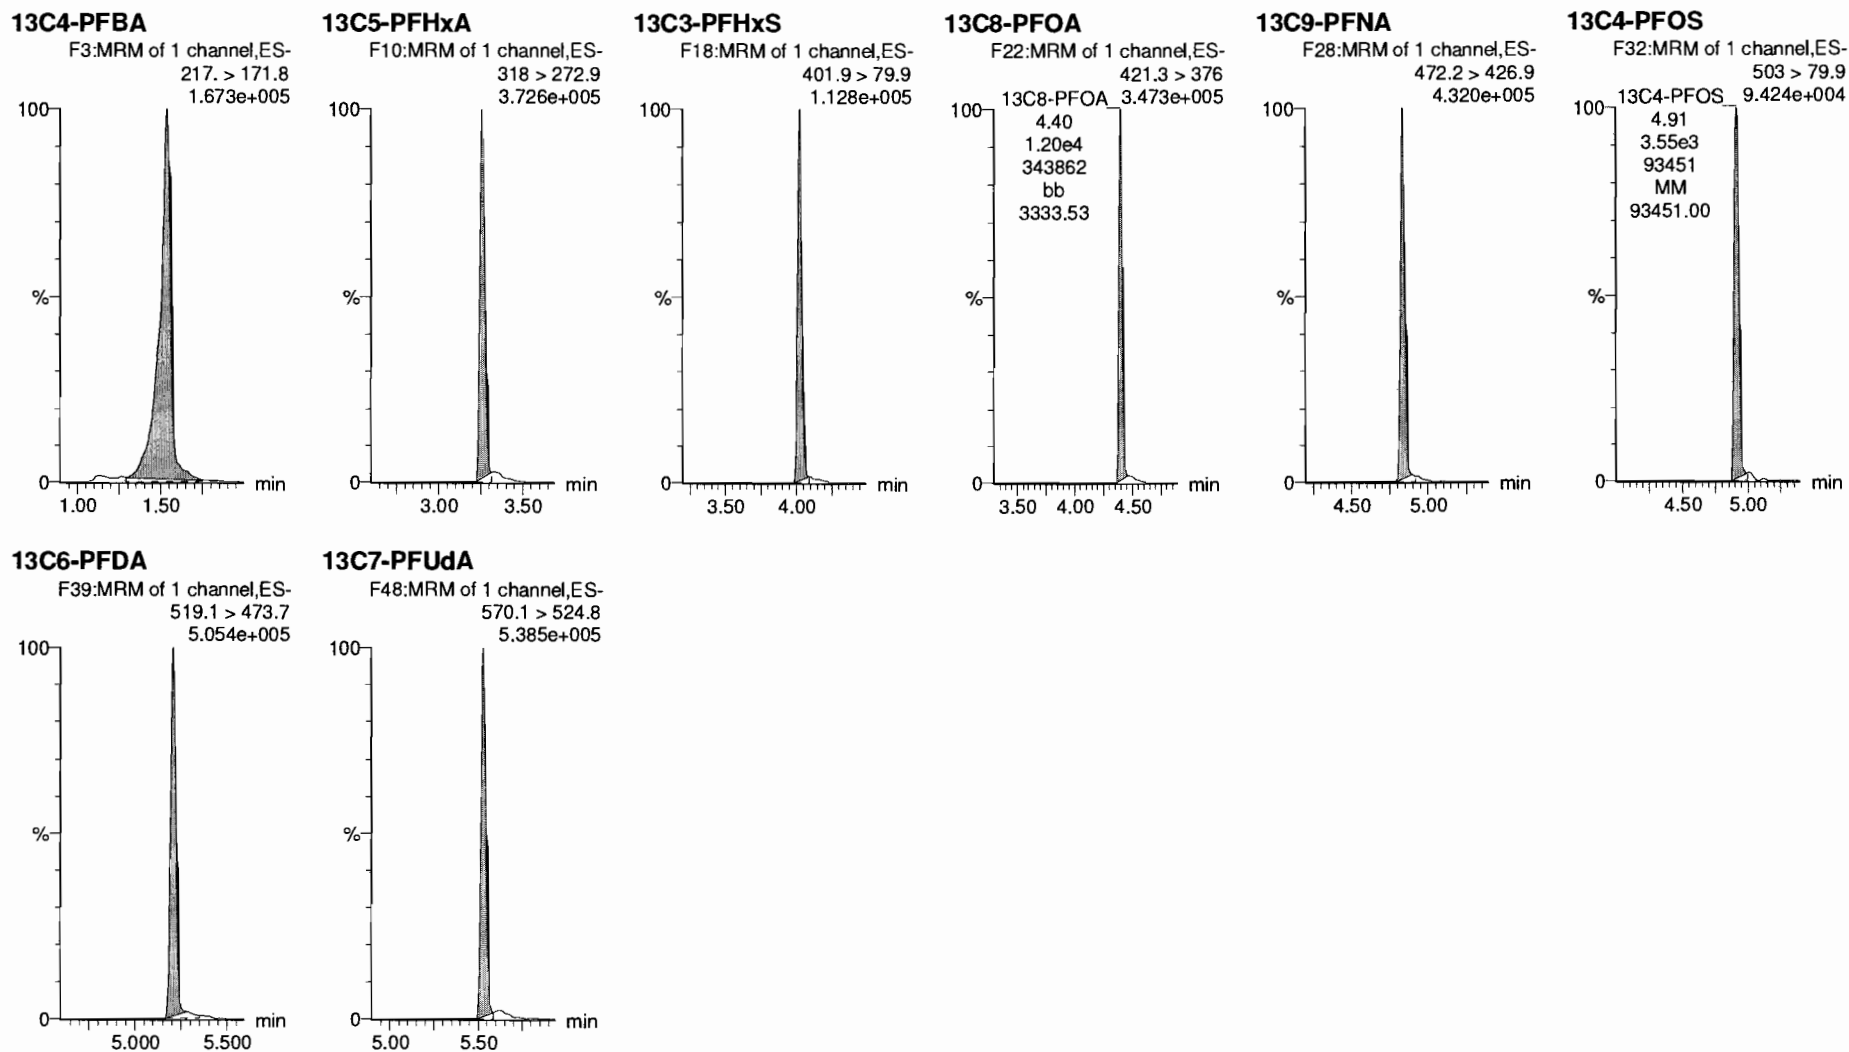 13C4-PFBA
F3:MRM of 1 channel,ES-
217. > 171.8
1.673e+005
100
%
0
min
1.00 1.50
13C5-PFHxA
F10:MRM of 1 channel,ES-
318 > 272.9
3.726e+005
100
%
0
min
3.00 3.50
13C3-PFHxS
F18:MRM of 1 channel,ES-
401.9 > 79.9
1.128e+005
100
%
0
min
3.50 4.00
13C8-PFOA
F22:MRM of 1 channel,ES-
421.3 > 376
13C8-PFOA 3.473e+005
100
4.40
1.20e4
343862
bb
3333.53
%
0
min
3.50 4.00 4.50
13C9-PFNA
F28:MRM of 1 channel,ES-
472.2 > 426.9
4.320e+005
100
%
0
min
4.50 5.00
13C4-PFOS
F32:MRM of 1 channel,ES-
503 > 79.9
13C4-PFOS 9.424e+004
100
4.91
3.55e3
93451
MM
93451.00
%
0
min
4.50 5.00
13C6-PFDA
F39:MRM of 1 channel,ES-
519.1 > 473.7
5.054e+005
100
%
0
min
5.000 5.500
13C7-PFUdA
F48:MRM of 1 channel,ES-
570.1 > 524.8
5.385e+005
100
%
0
min
5.00 5.50